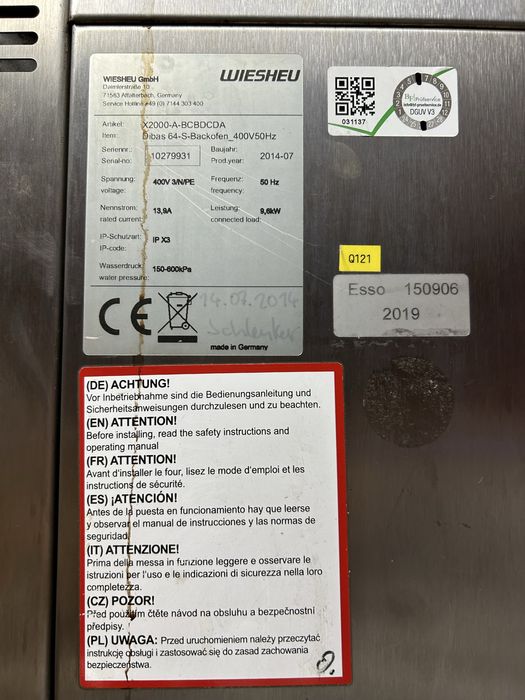 WIESHEU GmbH
Daimlerstraße 10
71563 Affalterbach, Germany
Service Hotline +49 (0) 7144 303 400
WIESHEU
Artikel: X2000-A-BCBDCDA
Item: Dibas 64-S-Backofen_400V50Hz
Seriennr.: Baujahr:
Serial-no: 10279931 Prod.year: 2014-07
Spannung: 400V 3/N/PE Frequenz: 50 Hz
voltage: frequency:
Nennstrom: 13,9A Leistung: 9,6kW
rated current: connected load:
IP-Schutzart: IP X3
IP-code:
Wasserdruck: 150-600kPa
water pressure:
CE
14.07.2014
Schlenker
made in Germany
031137
DGUV V3
Q121
Esso 150906
2019
(DE) ACHTUNG!
Vor Inbetriebnahme sind die Bedienungsanleitung und
Sicherheitsanweisungen durchzulesen und zu beachten.
(EN) ATTENTION!
Before installing, read the safety instructions and
operating manual
(FR) ATTENTION!
Avant d'installer le four, lisez le mode d'emploi et les
instructions de sécurité.
(ES) ¡ATENCIÓN!
Antes de la puesta en funcionamiento hay que leerse
y observar el manual de instrucciones y las normas de
seguridad.
(IT) ATTENZIONE!
Prima della messa in funzione leggere e osservare le
istruzioni per l'uso e le indicazioni di sicurezza nella loro
completezza.
(CZ) POZOR!
Před použitím čtěte návod na obsluhu a bezpečnostní
předpisy.
(PL) UWAGA: Przed uruchomieniem należy przeczytać
instrukcję obsługi i zastosować się do zasad zachowania
bezpieczeństwa.